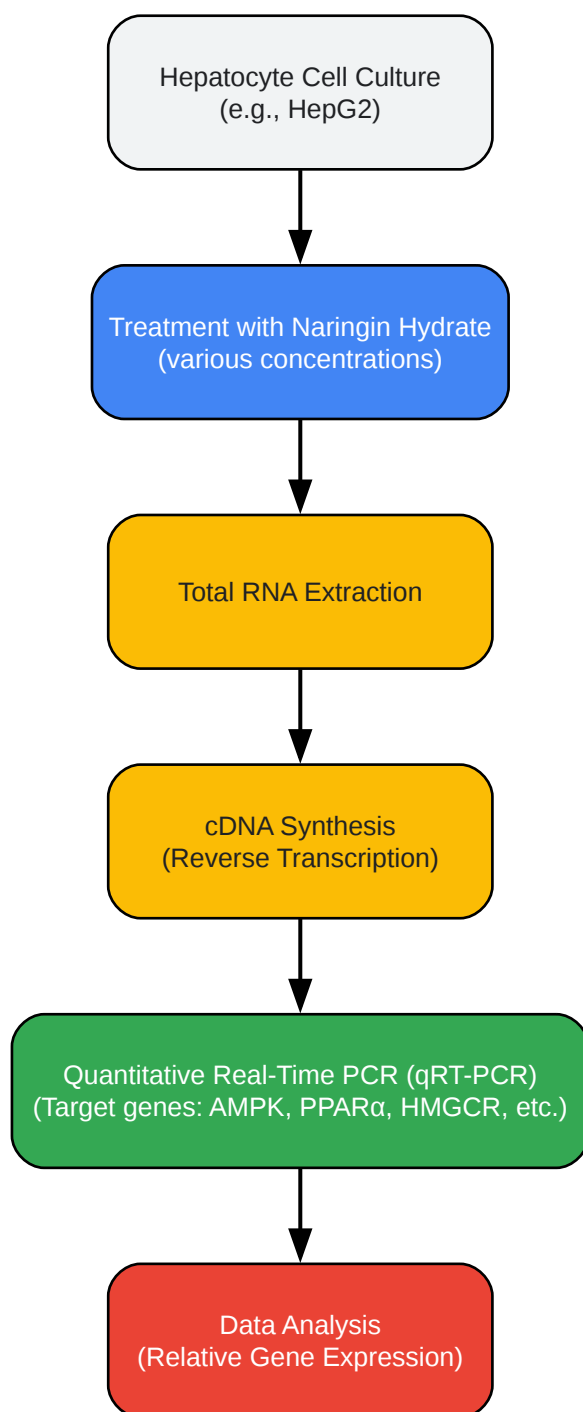 Hepatocyte Cell Culture
(e.g., HepG2)
Treatment with Naringin Hydrate
(various concentrations)
Total RNA Extraction
cDNA Synthesis
(Reverse Transcription)
Quantitative Real-Time PCR (qRT-PCR)
(Target genes: AMPK, PPARα, HMGCR, etc.)
Data Analysis
(Relative Gene Expression)